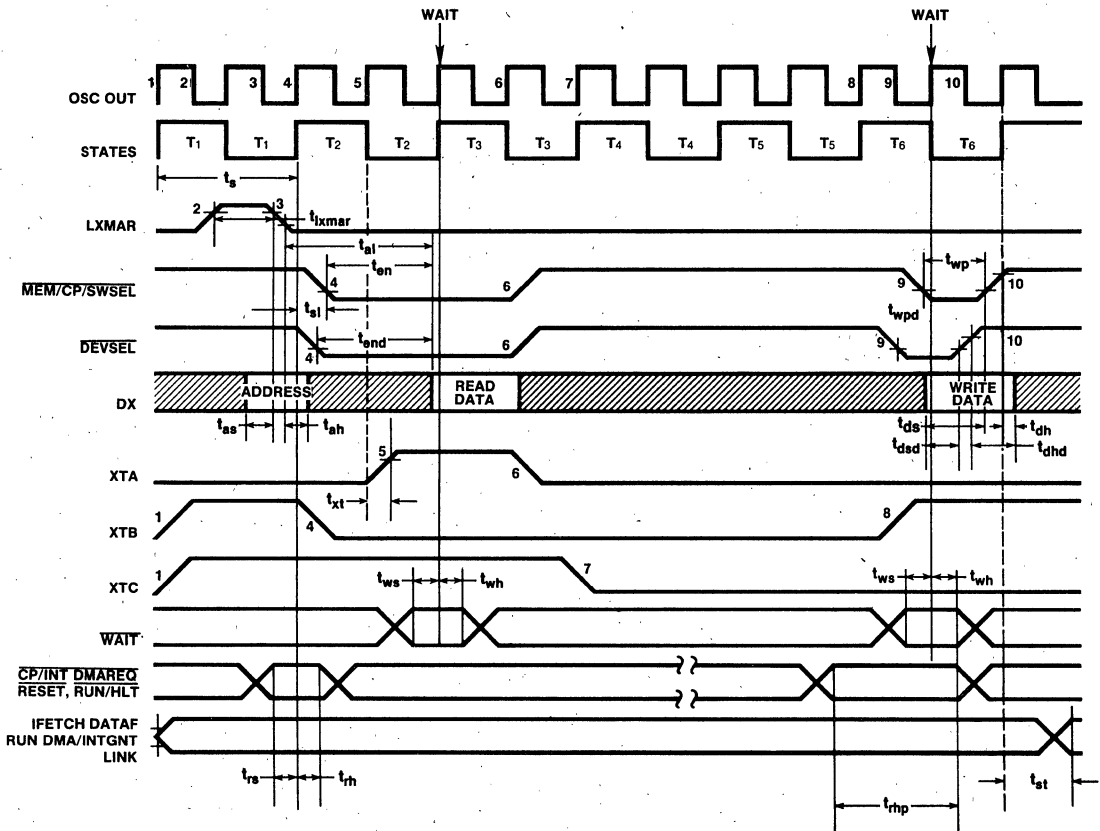 WAIT WAIT
OSC OUT 1 2 3 4 5 6 7 8 9 10
STATES T1 T1 T2 T2 T3 T3 T4 T4 T5 T5 T6 T6
ts
LXMAR 2 3 tlxmar
tal
ten twp
MEM/CP/SWSEL 4 6 9 10
tsl twpd
tend
DEVSEL 4 6 9 10
DX ADDRESS READ DATA WRITE DATA
tas tah tds tdh
tdsd tdhd
XTA 5 6
txt
XTB 1 4 8
XTC 1 7
tws twh tws twh
WAIT
CP/INT DMAREQ
RESET, RUN/HLT
IFETCH DATAF
RUN DMA/INTGNT
LINK
trs trh tst
trhp